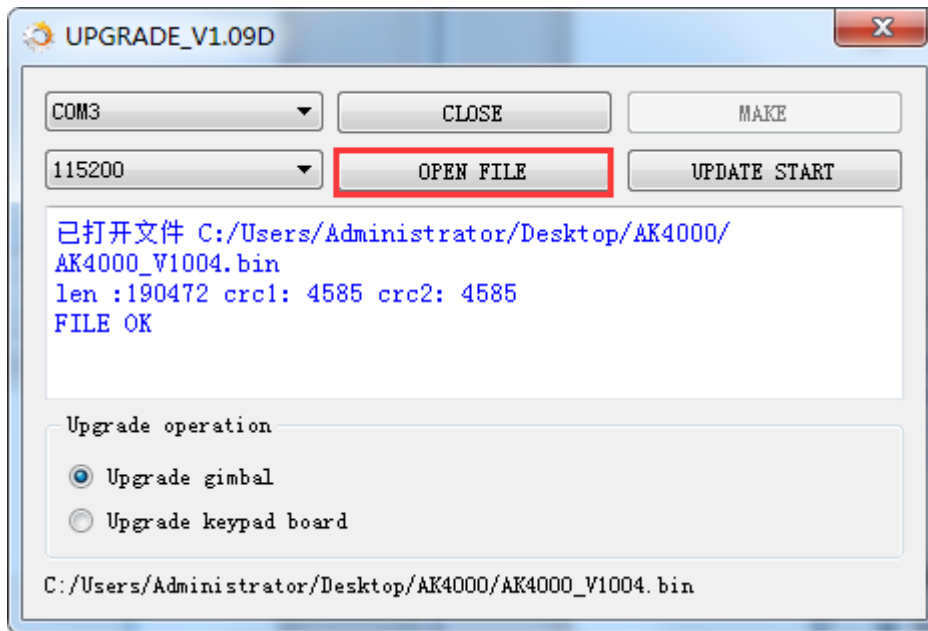 UPGRADE_V1.09D
COM3
CLOSE
MAKE
115200
OPEN FILE
UPDATE START
已打开文件 C:/Users/Administrator/Desktop/AK4000/
AK4000_V1004.bin
len :190472 crc1: 4585 crc2: 4585
FILE OK
Upgrade operation
Upgrade gimbal
Upgrade keypad board
C:/Users/Administrator/Desktop/AK4000/AK4000_V1004.bin